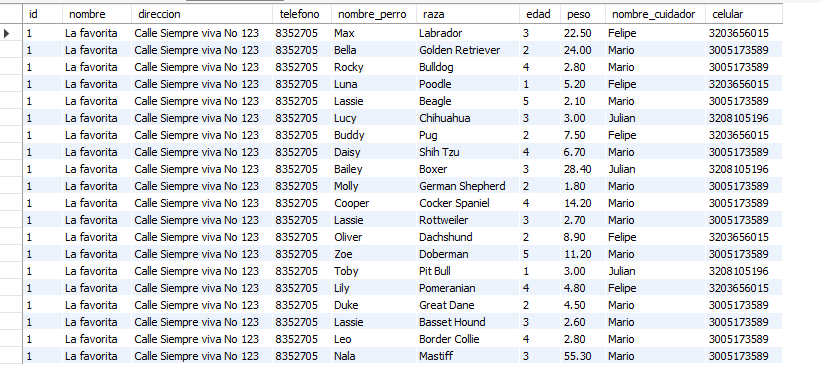 id nombre direccion telefono nombre_perro raza edad peso nombre_cuidador celular
1 La favorita Calle Siempre viva No 123 8352705 Max Labrador 3 22.50 Felipe 3203656015
1 La favorita Calle Siempre viva No 123 8352705 Bella Golden Retriever 2 24.00 Mario 3005173589
1 La favorita Calle Siempre viva No 123 8352705 Rocky Bulldog 4 2.80 Mario 3005173589
1 La favorita Calle Siempre viva No 123 8352705 Luna Poodle 1 5.20 Felipe 3203656015
1 La favorita Calle Siempre viva No 123 8352705 Lassie Beagle 5 2.10 Mario 3005173589
1 La favorita Calle Siempre viva No 123 8352705 Lucy Chihuahua 3 3.00 Julian 3208105196
1 La favorita Calle Siempre viva No 123 8352705 Buddy Pug 2 7.50 Felipe 3203656015
1 La favorita Calle Siempre viva No 123 8352705 Daisy Shih Tzu 4 6.70 Mario 3005173589
1 La favorita Calle Siempre viva No 123 8352705 Bailey Boxer 3 28.40 Julian 3208105196
1 La favorita Calle Siempre viva No 123 8352705 Molly German Shepherd 2 1.80 Mario 3005173589
1 La favorita Calle Siempre viva No 123 8352705 Cooper Cocker Spaniel 4 14.20 Mario 3005173589
1 La favorita Calle Siempre viva No 123 8352705 Lassie Rottweiler 3 2.70 Mario 3005173589
1 La favorita Calle Siempre viva No 123 8352705 Oliver Dachshund 2 8.90 Felipe 3203656015
1 La favorita Calle Siempre viva No 123 8352705 Zoe Doberman 5 11.20 Mario 3005173589
1 La favorita Calle Siempre viva No 123 8352705 Toby Pit Bull 1 3.00 Julian 3208105196
1 La favorita Calle Siempre viva No 123 8352705 Lily Pomeranian 4 4.80 Felipe 3203656015
1 La favorita Calle Siempre viva No 123 8352705 Duke Great Dane 2 4.50 Mario 3005173589
1 La favorita Calle Siempre viva No 123 8352705 Lassie Basset Hound 3 2.60 Mario 3005173589
1 La favorita Calle Siempre viva No 123 8352705 Leo Border Collie 4 2.80 Mario 3005173589
1 La favorita Calle Siempre viva No 123 8352705 Nala Mastiff 3 55.30 Mario 3005173589